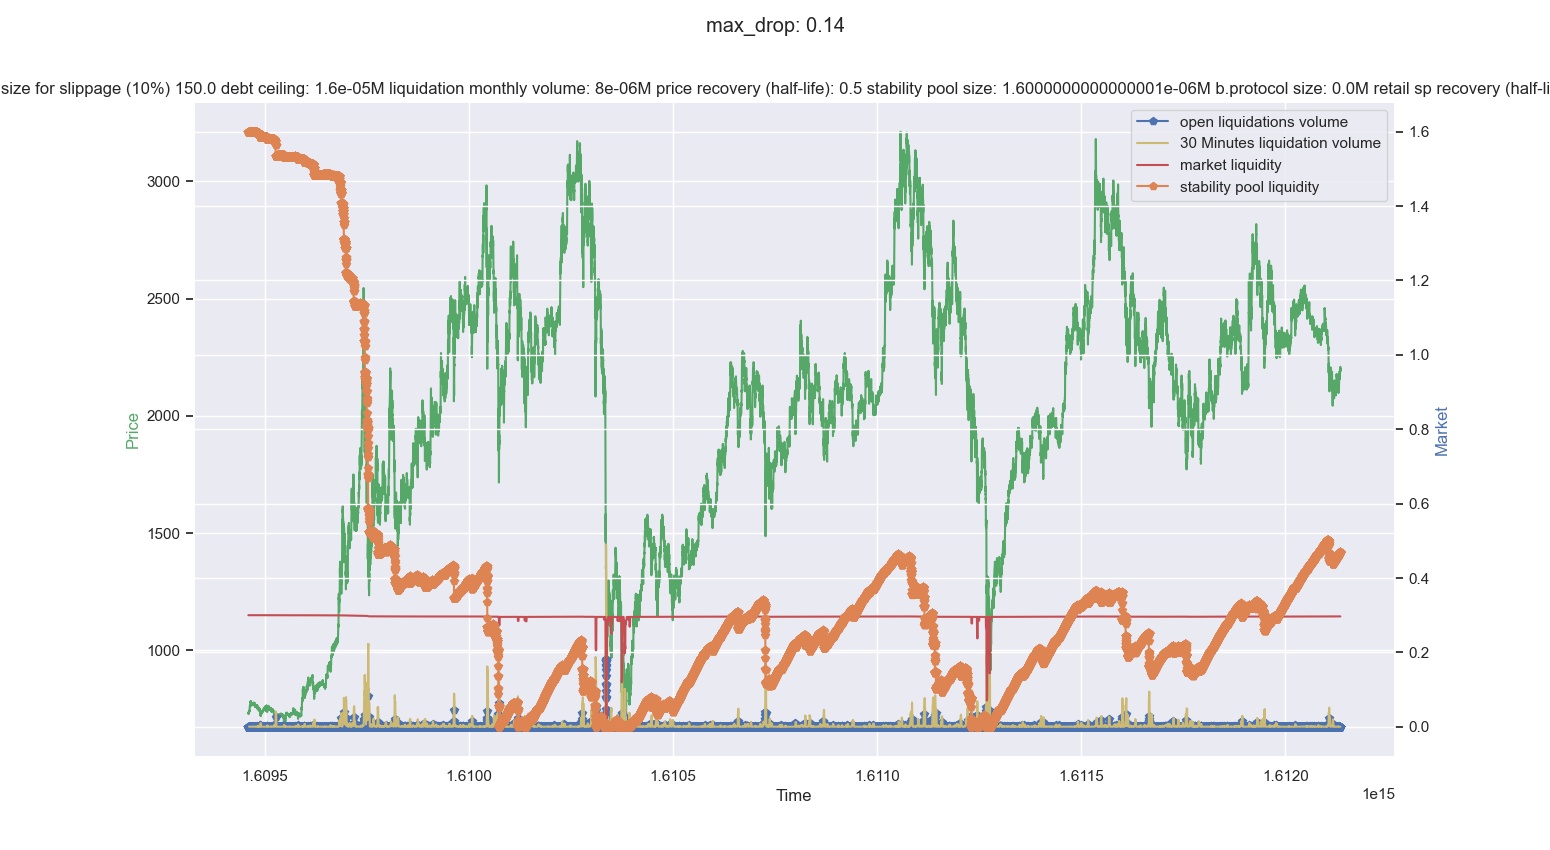 max_drop: 0.14
size for slippage (10%) 150.0 debt ceiling: 1.6e-05M liquidation monthly volume: 8e-06M price recovery (half-life): 0.5 stability pool size: 1.6000000000000001e-06M b.protocol size: 0.0M retail sp recovery (half-li
open liquidations volume
30 Minutes liquidation volume
market liquidity
stability pool liquidity
Price
3000
2500
2000
1500
1000
1.6
1.4
1.2
1.0
0.8
0.6
0.4
0.2
0.0
Market
1.6095 1.6100 1.6105 1.6110 1.6115 1.6120
1e15
Time